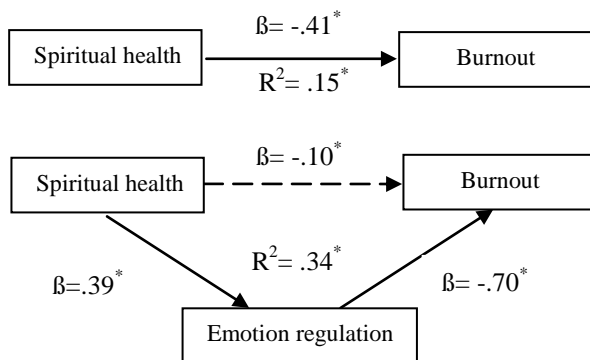 ß= -.41*
Spiritual health
Burnout
R²= .15*
ß= -.10*
Spiritual health
Burnout
R²= .34*
ß=.39*
ß= -.70*
Emotion regulation